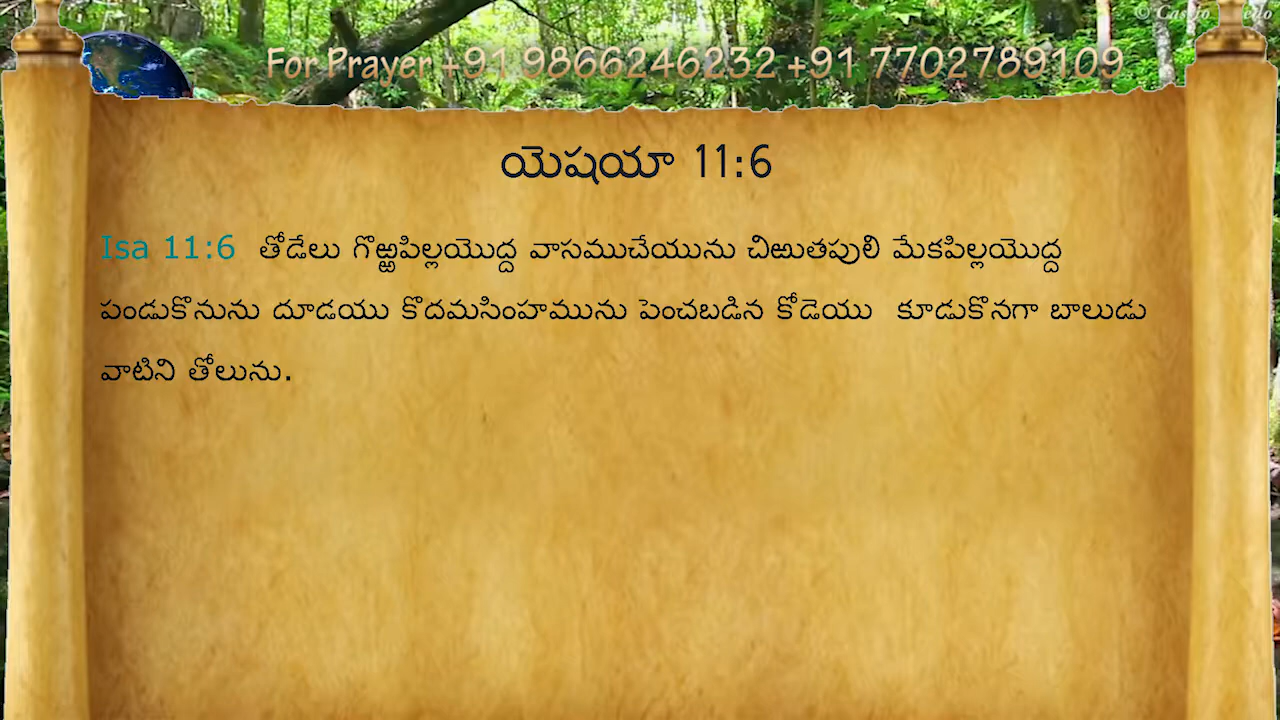 For Prayer +91 9866246232 +91 7702789109
యెషయా 11:6
Isa 11:6 తోడేలు గొఱ్ఱపిల్లయొద్ద వాసముచేయును చిఱుతపులి మేకపిల్లయొద్ద
పండుకొనును దూడయు కొదమసింహమును పెంచబడిన కోడెయు కూడుకొనగా బాలుడు
వాటిని తోలును.